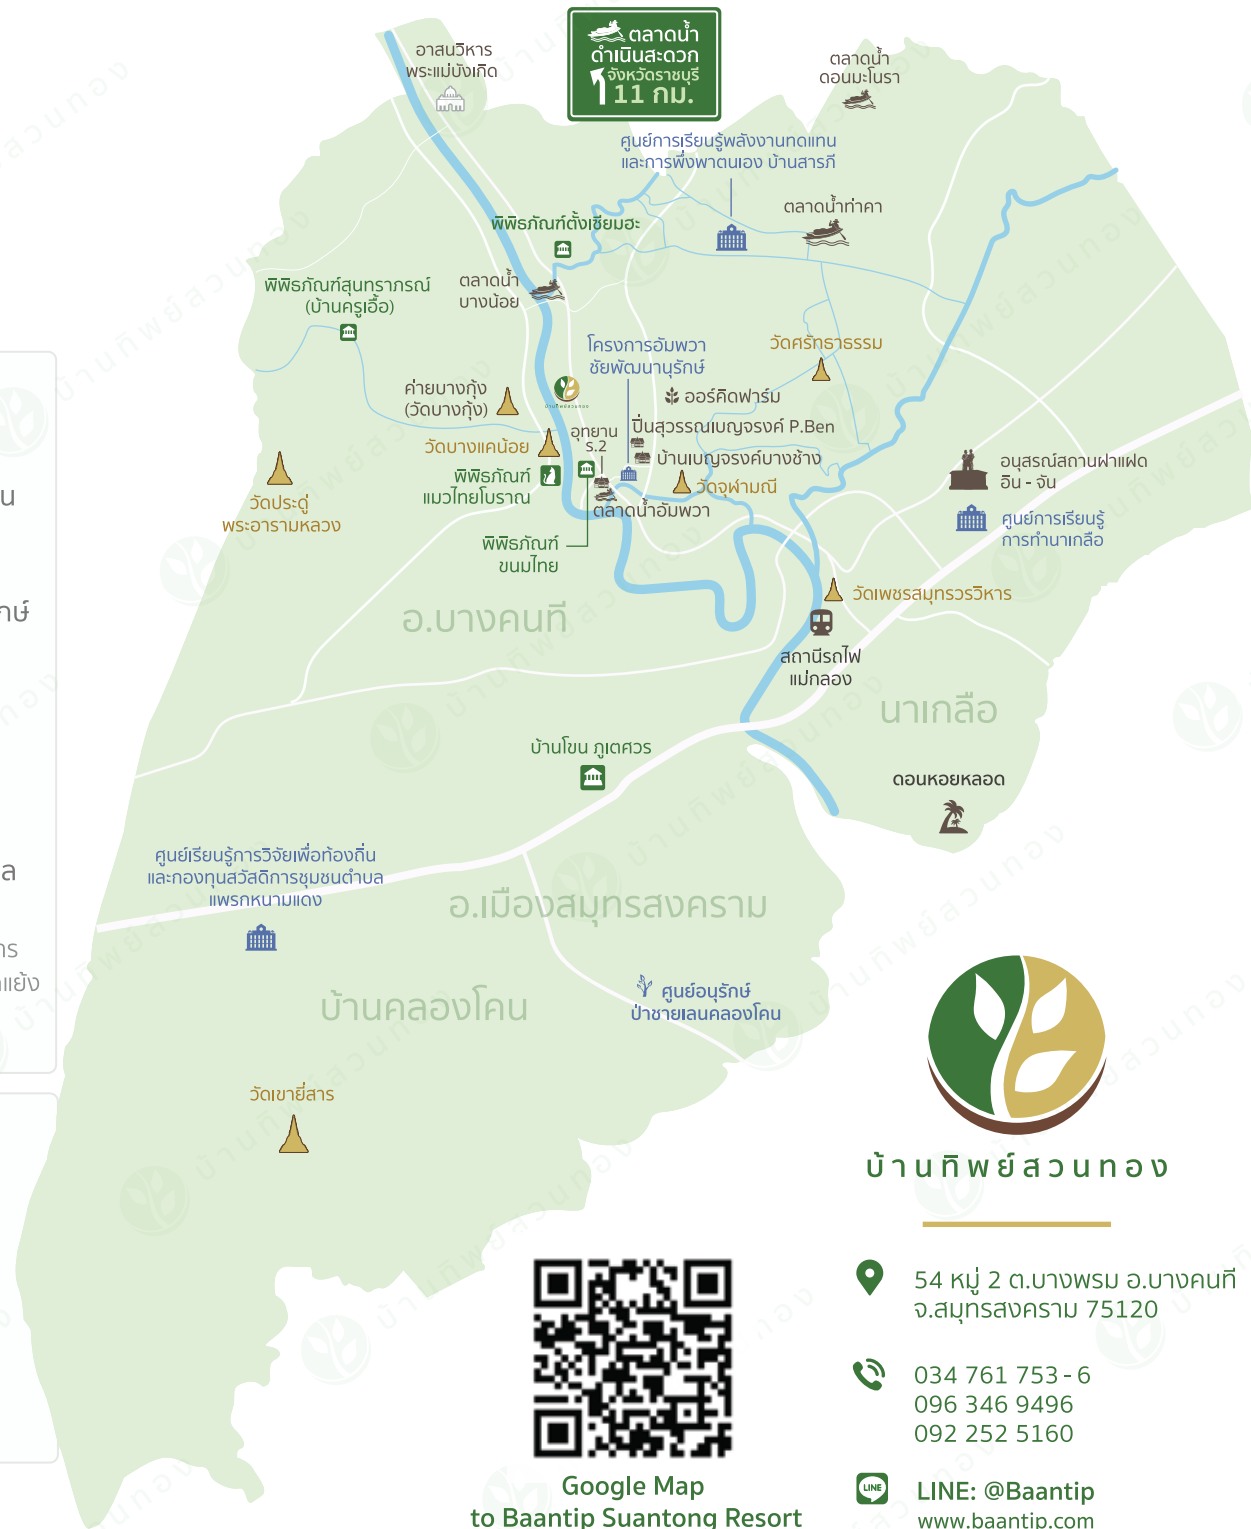 ตลาดน้ำ
ดำเนินสะดวก
จังหวัดราชบุรี
11 กม.
อาสนวิหาร
พระแม่บังเกิด
ตลาดน้ำ
ดอนมะโนรา
ศูนย์การเรียนรู้พลังงานทดแทน
และการพึ่งพาตนเอง บ้านสารภี
ตลาดน้ำท่าคา
พิพิธภัณฑ์ตั้งเซียมฮะ
พิพิธภัณฑ์สุนทราภรณ์
(บ้านครูเอื้อ)
ตลาดน้ำ
บางน้อย
โครงการอัมพวา
ชัยพัฒนานุรักษ์
วัดศรัทธาธรรม
ค่ายบางกุ้ง
(วัดบางกุ้ง)
บ้านทิพย์สวนทอง
ออร์คิดฟาร์ม
ปิ่นสุวรรณเบญจรงค์ P.Ben
อุทยาน
ร.2
วัดบางแคน้อย
บ้านเบญจรงค์บางช้าง
พิพิธภัณฑ์
แมวไทยโบราณ
วัดจุฬามณี
ตลาดน้ำอัมพวา
อนุสรณ์สถานฝาแฝด
อิน - จัน
วัดประดู่
พระอารามหลวง
ศูนย์การเรียนรู้
การทำนาเกลือ
พิพิธภัณฑ์
ขนมไทย
วัดเพชรสมุทรวรวิหาร
อ.บางคนที
สถานีรถไฟ
แม่กลอง
นาเกลือ
บ้านโขน ภูเตศวร
ดอนหอยหลอด
ศูนย์เรียนรู้การวิจัยเพื่อท้องถิ่น
และกองทุนสวัสดิการชุมชนตำบล
แพรกหนามแดง
อ.เมืองสมุทรสงคราม
ศูนย์อนุรักษ์
ป่าชายเลนคลองโคน
บ้านคลองโคน
วัดเขายี่สาร
บ้านทิพย์สวนทอง
54 หมู่ 2 ต.บางพรม อ.บางคนที
จ.สมุทรสงคราม 75120
034 761 753 - 6
096 346 9496
092 252 5160
LINE
LINE: @Baantip
www.baantip.com
Google Map
to Baantip Suantong Resort